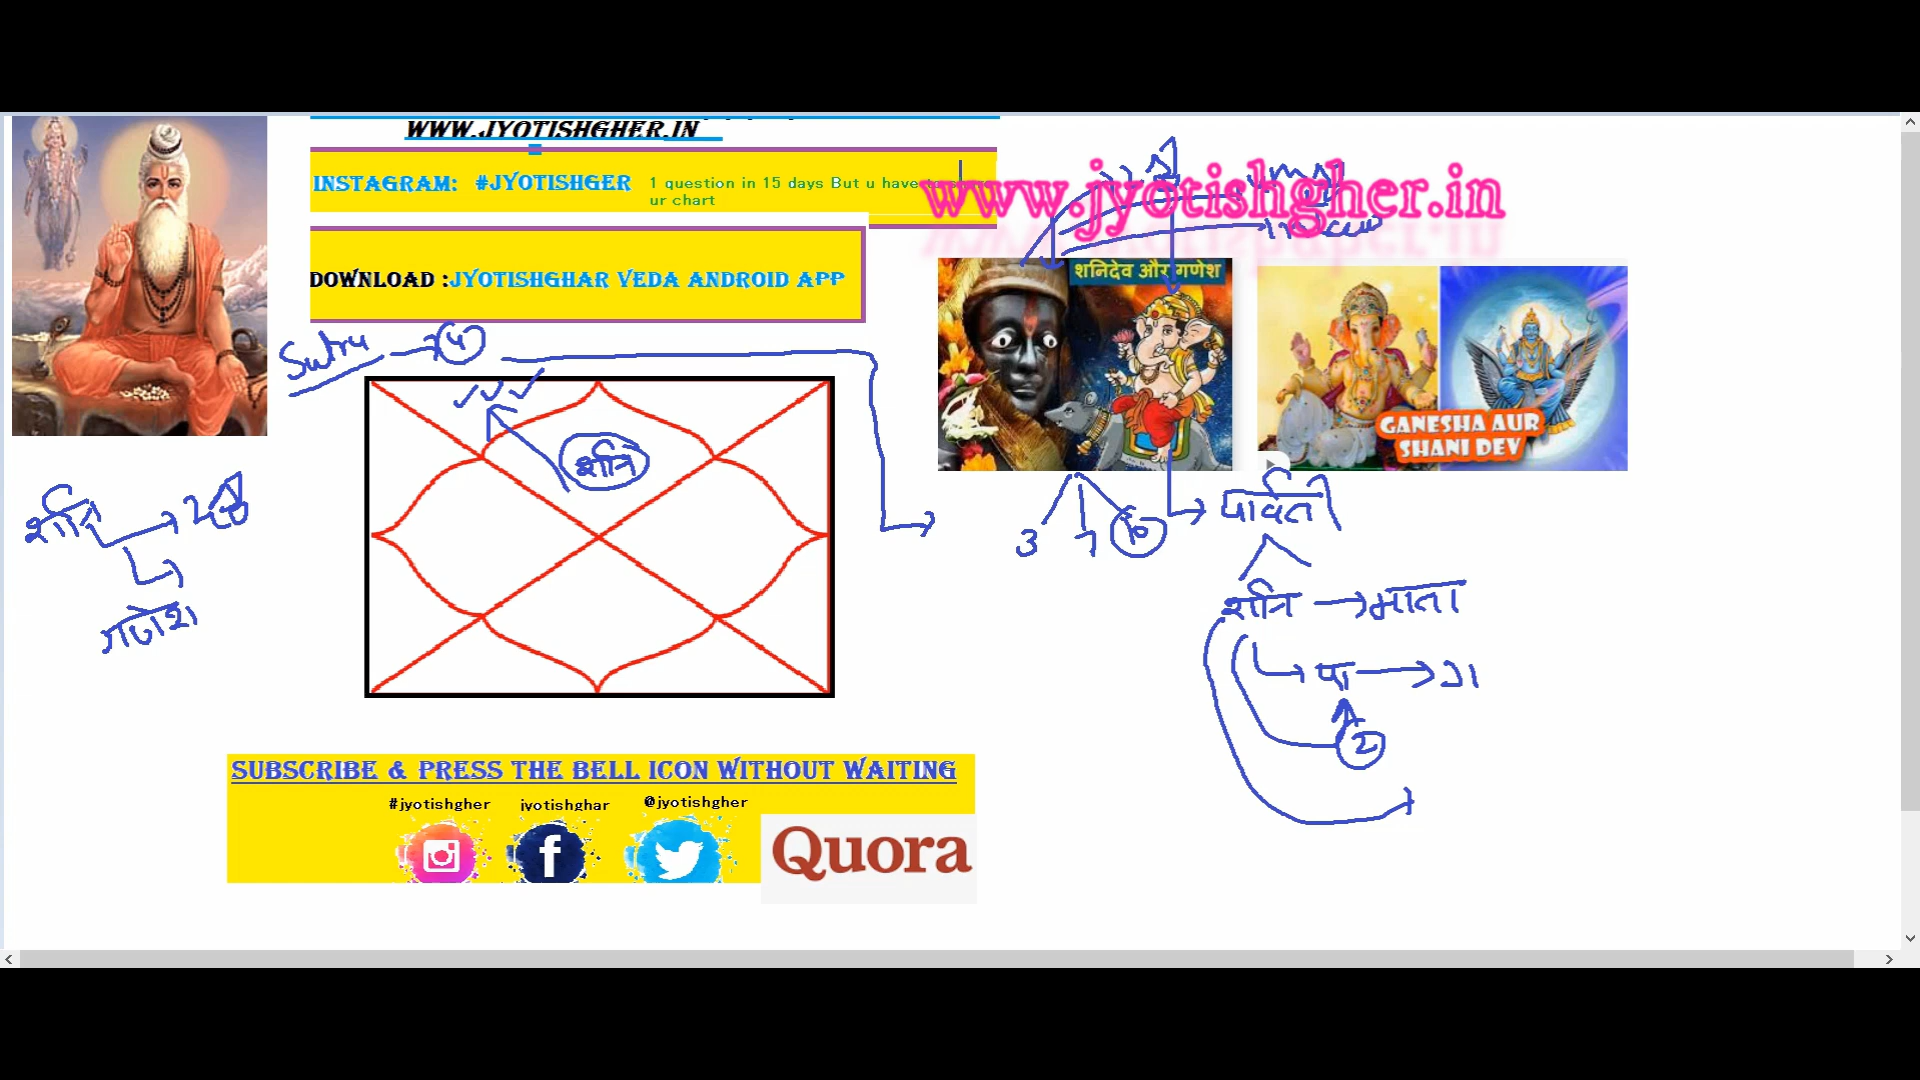 WWW.JYOTISHGHER.IN
INSTAGRAM: #JYOTISHGER
1 question in 15 days But u have to
ur chart
www.jyotishgher.in
DOWNLOAD :JYOTISHGHAR VEDA ANDROID APP
शनिदेव और गणेश
GANESHA AUR
SHANI DEV
Sutra
शनि
शनि
गणेश
3 7 10
पार्वती
शनि → माता
पा → ग
2
SUBSCRIBE & PRESS THE BELL ICON WITHOUT WAITING
#jyotishgher jyotishghar @jyotishgher
Quora